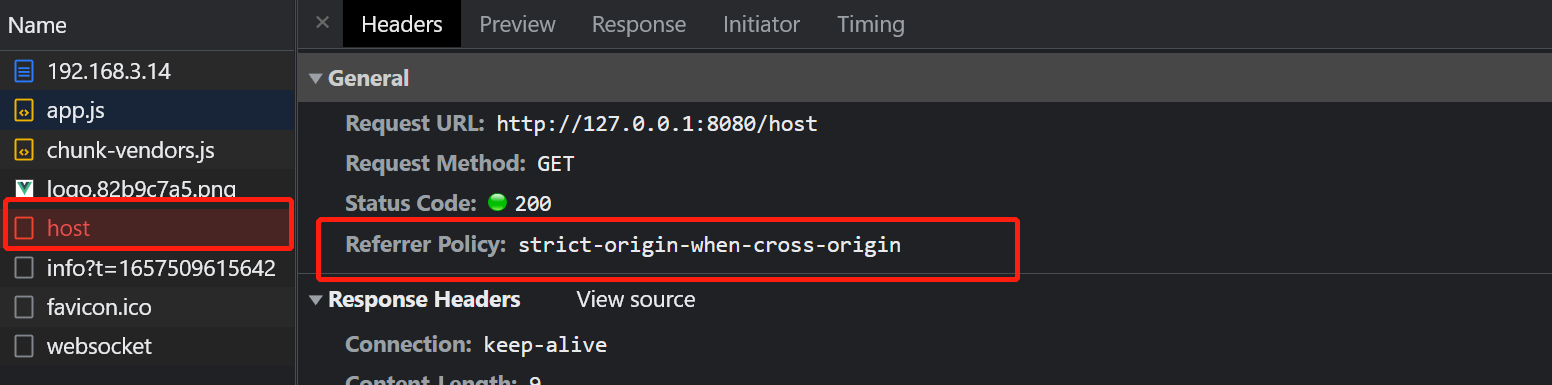 Name
192.168.3.14
app.js
chunk-vendors.js
logo.82b9c7a5.png
host
info?t=1657509615642
favicon.ico
websocket
× Headers Preview Response Initiator Timing
General
Request URL: http://127.0.0.1:8080/host
Request Method: GET
Status Code: 200
Referrer Policy: strict-origin-when-cross-origin
Response Headers View source
Connection: keep-alive
Content-Length: 9